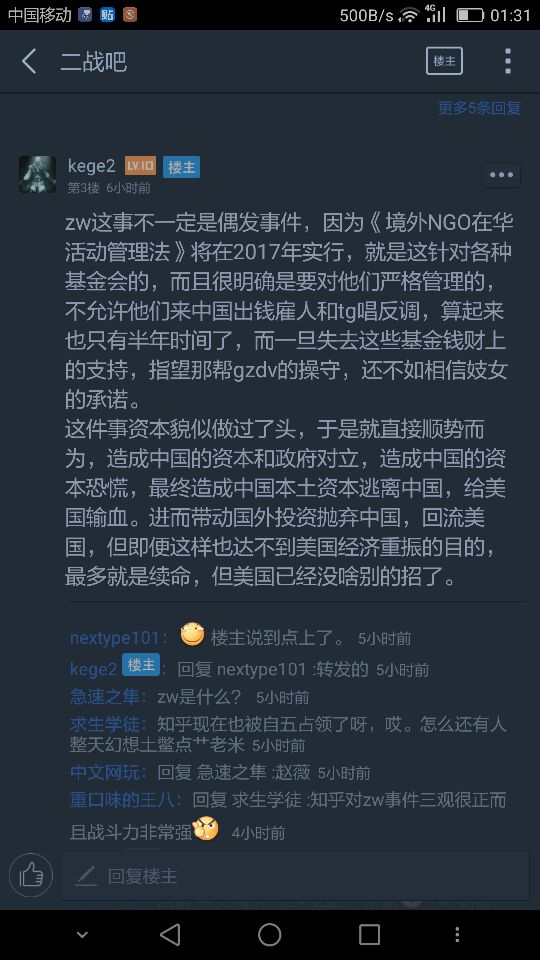 中国移动 500B/s 4G 01:31
二战吧 楼主
更多5条回复
kege2 LV.10 楼主
第3楼 6小时前
zw这事不一定是偶发事件，因为《境外NGO在华
活动管理法》将在2017年实行，就是这针对各种
基金会的，而且很明确是要对他们严格管理的，
不允许他们来中国出钱雇人和tg唱反调，算起来
也只有半年时间了，而一旦失去这些基金钱财上
的支持，指望那帮gzdv的操守，还不如相信妓女
的承诺。
这件事资本貌似做过了头，于是就直接顺势而
为，造成中国的资本和政府对立，造成中国的资
本恐慌，最终造成中国本土资本逃离中国，给美
国输血。进而带动国外投资抛弃中国，回流美
国，但即便这样也达不到美国经济重振的目的，
最多就是续命，但美国已经没啥别的招了。
nextype101： 楼主说到点上了。 5小时前
kege2 楼主 ：回复 nextype101 :转发的 5小时前
急速之隼：zw是什么？ 5小时前
求生学徒：知乎现在也被自五占领了呀，哎。怎么还有人
整天幻想土鳖点艹老米 5小时前
中文网玩：回复 急速之隼 :赵薇 5小时前
重口味的王八：回复 求生学徒 :知乎对zw事件三观很正而
且战斗力非常强 4小时前
回复楼主